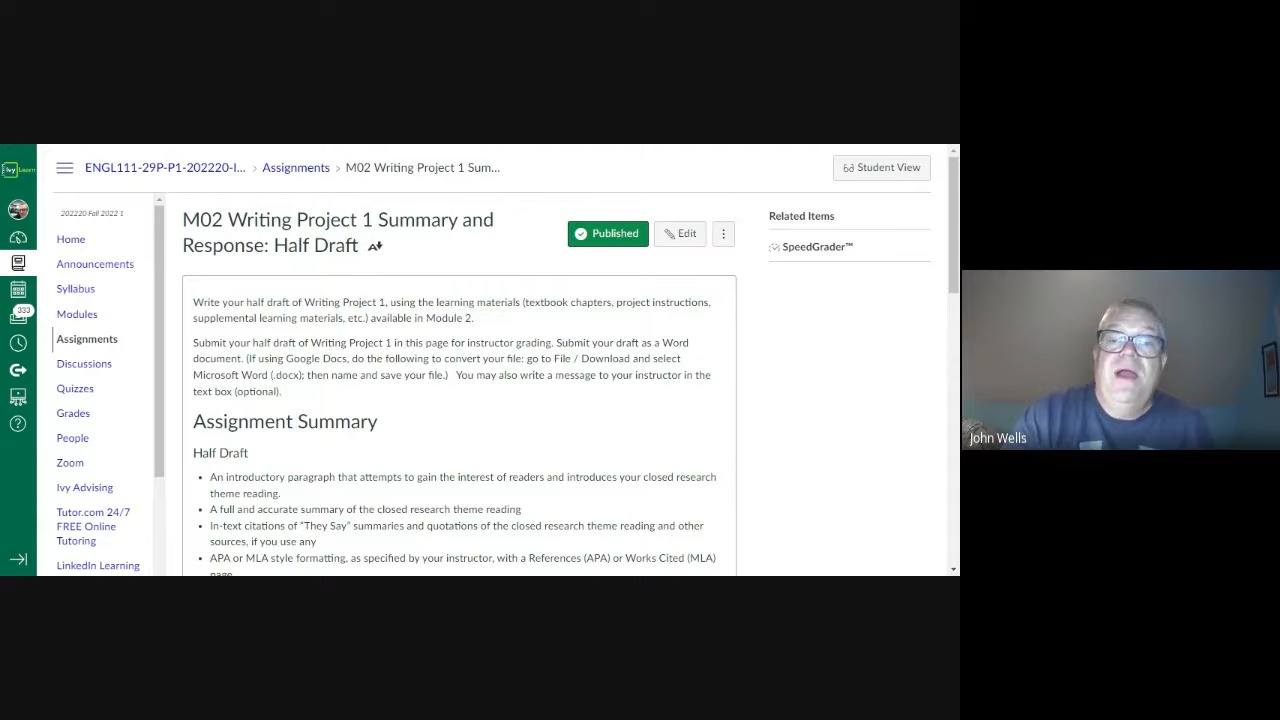 ENGL111-29P-P1-202220-I... > Assignments > M02 Writing Project 1 Sum...
Student View
Ivy Learn
333
202220 Fall 2022 1
Home
Announcements
Syllabus
Modules
Assignments
Discussions
Quizzes
Grades
People
Zoom
Ivy Advising
Tutor.com 24/7
FREE Online
Tutoring
LinkedIn Learning
M02 Writing Project 1 Summary and
Response: Half Draft
Published
Edit
Write your half draft of Writing Project 1, using the learning materials (textbook chapters, project instructions,
supplemental learning materials, etc.) available in Module 2.
Submit your half draft of Writing Project 1 in this page for instructor grading. Submit your draft as a Word
document. (If using Google Docs, do the following to convert your file: go to File / Download and select
Microsoft Word (.docx); then name and save your file.) You may also write a message to your instructor in the
text box (optional).
Assignment Summary
Half Draft
• An introductory paragraph that attempts to gain the interest of readers and introduces your closed research
theme reading.
• A full and accurate summary of the closed research theme reading
• In-text citations of "They Say" summaries and quotations of the closed research theme reading and other
sources, if you use any
• APA or MLA style formatting, as specified by your instructor, with a References (APA) or Works Cited (MLA)
page
Related Items
SpeedGrader™
John Wells